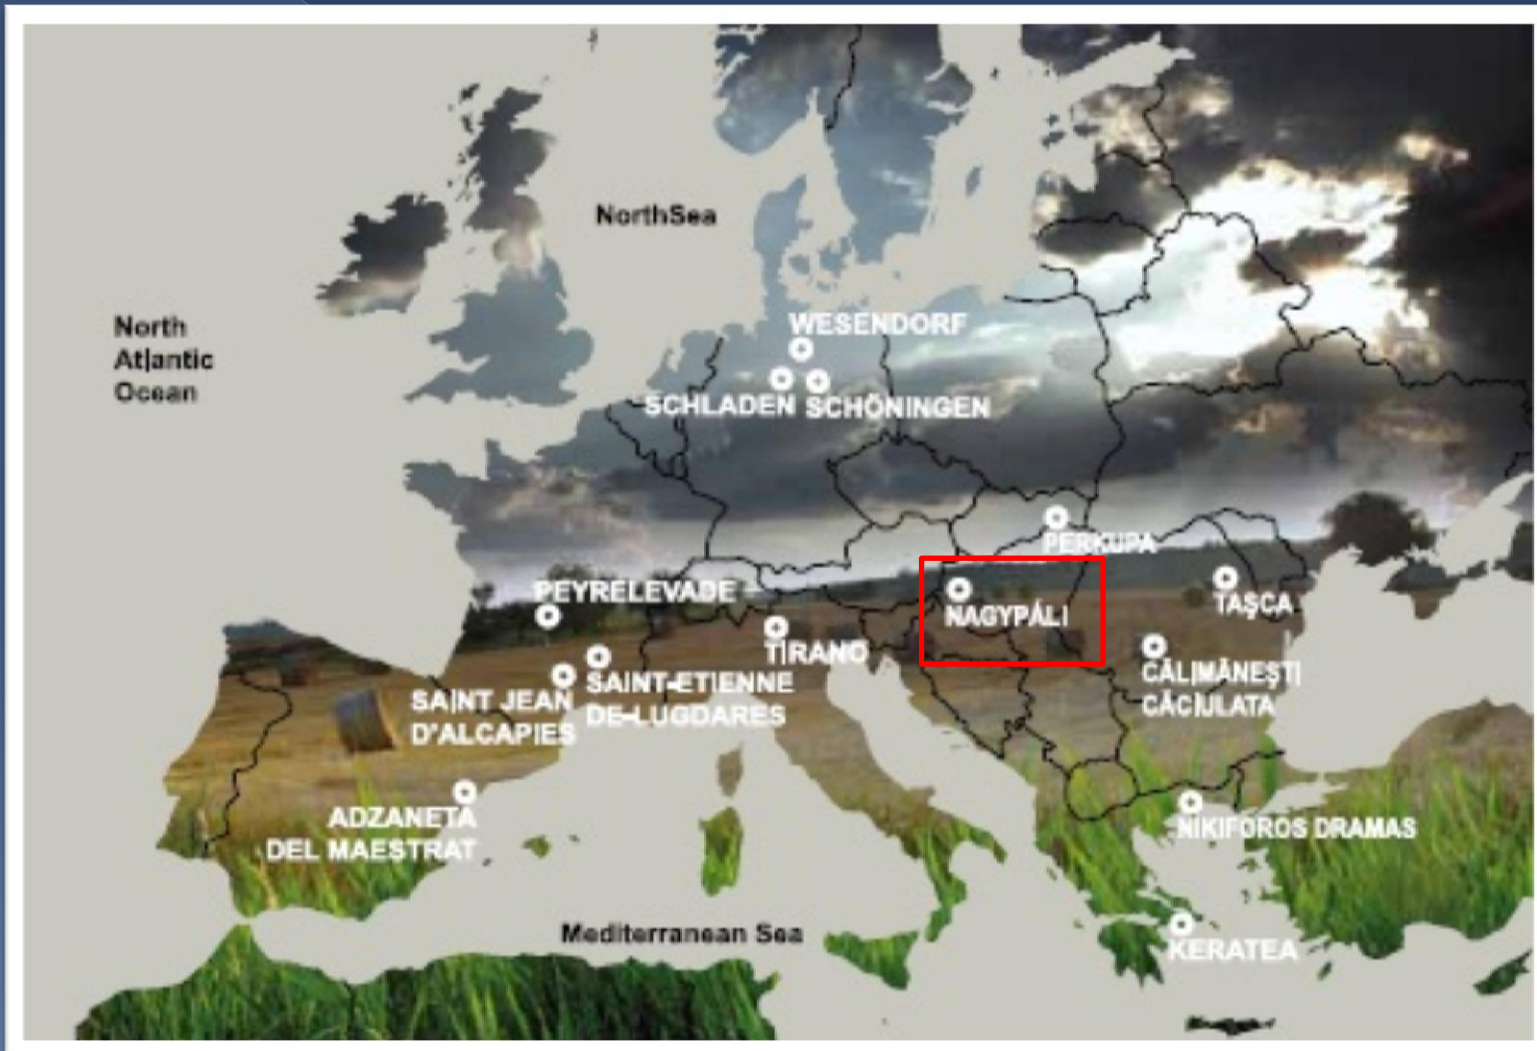 NorthSea
North
Atlantic
Ocean
WESENDORF
SCHLADEN SCHÖNINGEN
PERKUPA
PEYRELEVADE
NAGYPÁLI
TAŞCA
TIRANO
CĂLIMĂNEŞTI
CĂCIULATA
SAINT-ETIENNE
DE-LUGDARES
SAINT JEAN
D'ALCAPIES
ADZANETA
DEL MAESTRAT
NIKIFOROS DRAMAS
Mediterranean Sea
KERATEA